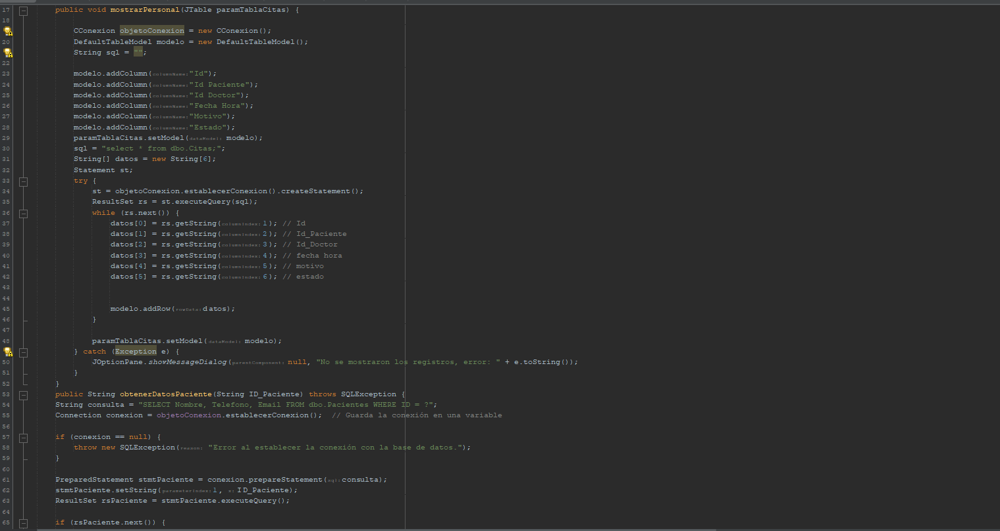 17 public void mostrarPersonal(JTable paramTablaCitas) {
18
CConexion objetoConexion = new CConexion();
20 DefaultTableModel modelo = new DefaultTableModel();
String sql = "";
22
23 modelo.addColumn(columnName:"Id");
24 modelo.addColumn(columnName:"Id Paciente");
25 modelo.addColumn(columnName:"Id Doctor");
26 modelo.addColumn(columnName:"Fecha Hora");
27 modelo.addColumn(columnName:"Motivo");
28 modelo.addColumn(columnName:"Estado");
29 paramTablaCitas.setModel(dataModel: modelo);
30 sql = "select * from dbo.Citas;";
31 String[] datos = new String[6];
32 Statement st;
33 try {
34 st = objetoConexion.establecerConexion().createStatement();
35 ResultSet rs = st.executeQuery(sql);
36 while (rs.next()) {
37 datos[0] = rs.getString(columnIndex:1); // Id
38 datos[1] = rs.getString(columnIndex:2); // Id_Paciente
39 datos[2] = rs.getString(columnIndex:3); // Id_Doctor
40 datos[3] = rs.getString(columnIndex:4); // fecha hora
41 datos[4] = rs.getString(columnIndex:5); // motivo
42 datos[5] = rs.getString(columnIndex:6); // estado
43
44
45 modelo.addRow(rowData:datos);
46 }
47
48 paramTablaCitas.setModel(dataModel: modelo);
} catch (Exception e) {
50 JOptionPane.showMessageDialog(parentComponent: null, "No se mostraron los registros, error: " + e.toString());
51 }
52 }
53 public String obtenerDatosPaciente(String ID_Paciente) throws SQLException {
54 String consulta = "SELECT Nombre, Telefono, Email FROM dbo.Pacientes WHERE ID = ?";
55 Connection conexion = objetoConexion.establecerConexion(); // Guarda la conexión en una variable
56
57 if (conexion == null) {
58 throw new SQLException(reason: "Error al establecer la conexión con la base de datos.");
59 }
60
61 PreparedStatement stmtPaciente = conexion.prepareStatement(sql:consulta);
62 stmtPaciente.setString(parameterIndex:1, x: ID_Paciente);
63 ResultSet rsPaciente = stmtPaciente.executeQuery();
64
65 if (rsPaciente.next()) {